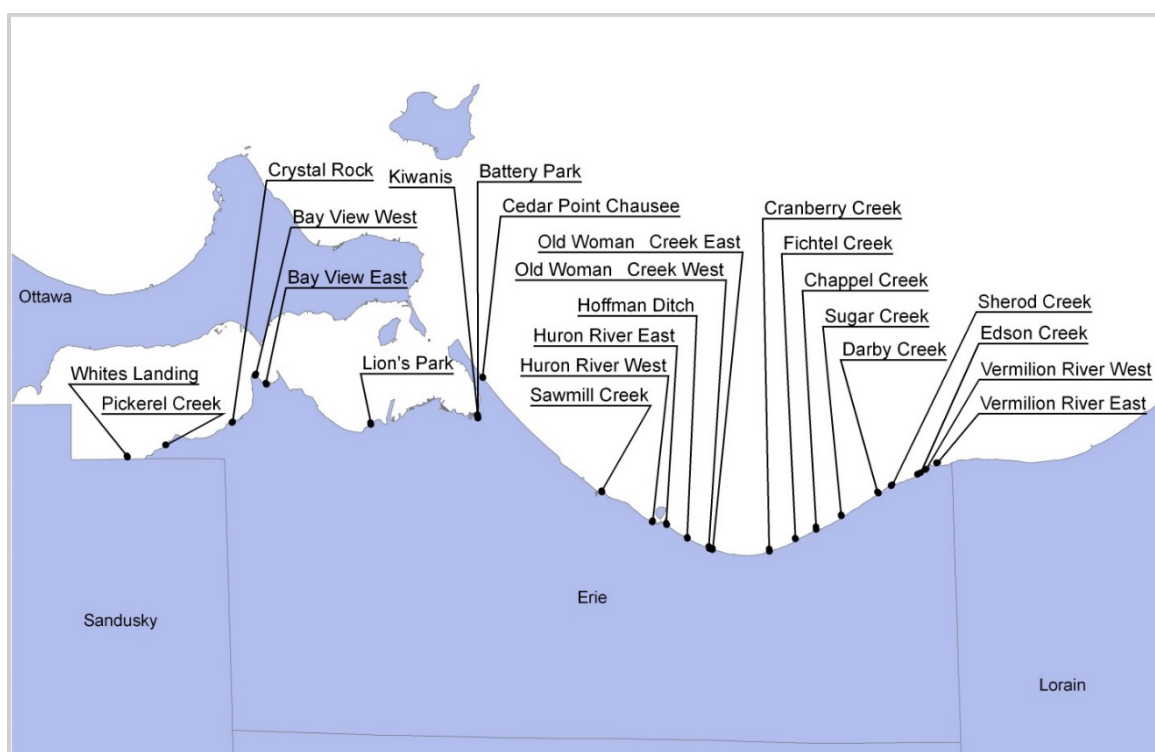 Crystal Rock
Kiwanis
Battery Park
Bay View West
Cedar Point Chausee
Cranberry Creek
Old Woman Creek East
Fichtel Creek
Bay View East
Old Woman Creek West
Chappel Creek
Ottawa
Hoffman Ditch
Sherod Creek
Sugar Creek
Huron River East
Edson Creek
Darby Creek
Lion's Park
Huron River West
Vermilion River West
Whites Landing
Sawmill Creek
Pickerel Creek
Vermilion River East
Erie
Sandusky
Lorain